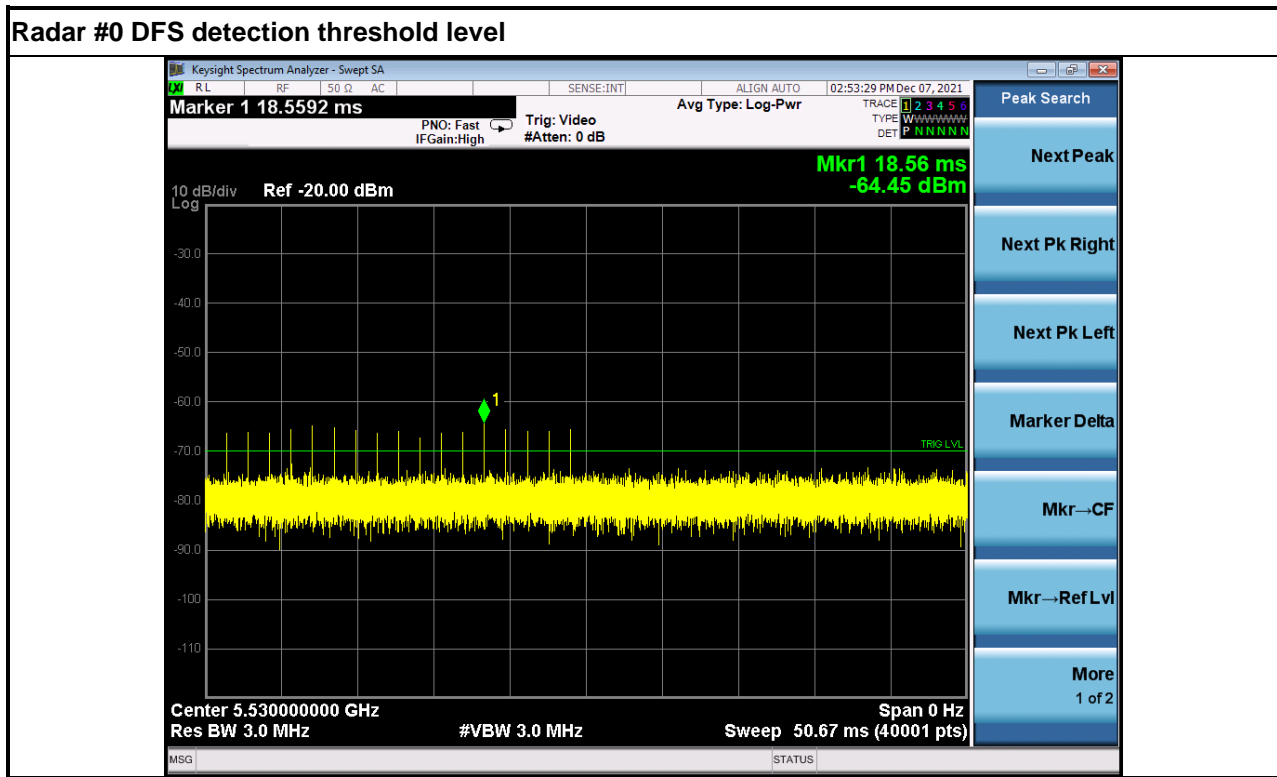 Radar #0 DFS detection threshold level
Keysight Spectrum Analyzer - Swept SA
LXI RL RF 50 Ω AC SENSE:INT ALIGN AUTO 02:53:29 PM Dec 07, 2021
Marker 1 18.5592 ms
PNO: Fast
IFGain:High
Trig: Video
#Atten: 0 dB
Avg Type: Log-Pwr
TRACE 1 2 3 4 5 6
TYPE WWWWWW
DET P N N N N N
Mkr1 18.56 ms
-64.45 dBm
10 dB/div Ref -20.00 dBm
Log
-30.0
-40.0
-50.0
-60.0
1
-70.0
TRIG LVL
-80.0
-90.0
-100
-110
Center 5.530000000 GHz Span 0 Hz
Res BW 3.0 MHz #VBW 3.0 MHz Sweep 50.67 ms (40001 pts)
MSG STATUS
Peak Search
Next Peak
Next Pk Right
Next Pk Left
Marker Delta
Mkr→CF
Mkr→Ref Lvl
More
1 of 2